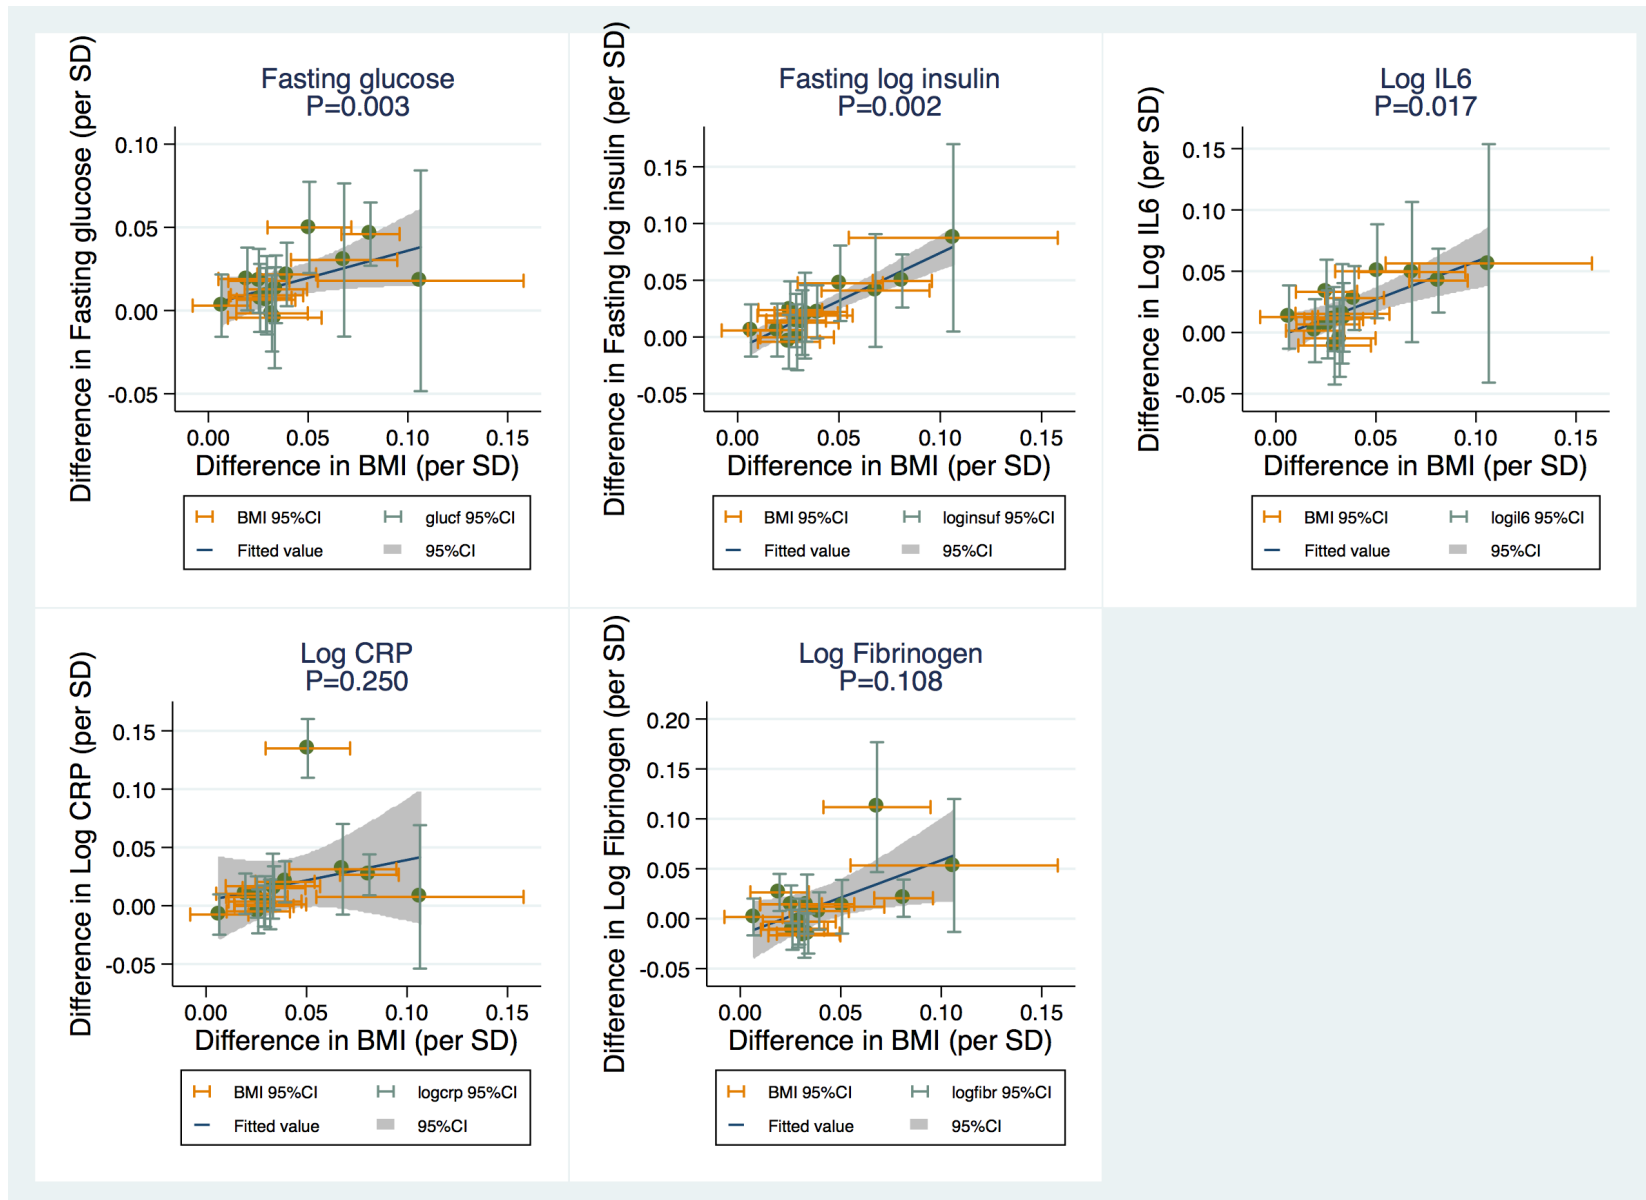 Fasting glucose
P=0.003
Difference in Fasting glucose (per SD)
0.10
0.05
0.00
-0.05
0.00 0.05 0.10 0.15
Difference in BMI (per SD)
BMI 95%CI glucf 95%CI
Fitted value 95%CI
Fasting log insulin
P=0.002
Difference in Fasting log insulin (per SD)
0.15
0.10
0.05
0.00
-0.05
0.00 0.05 0.10 0.15
Difference in BMI (per SD)
BMI 95%CI loginsuf 95%CI
Fitted value 95%CI
Log IL6
P=0.017
Difference in Log IL6 (per SD)
0.15
0.10
0.05
0.00
-0.05
0.00 0.05 0.10 0.15
Difference in BMI (per SD)
BMI 95%CI logil6 95%CI
Fitted value 95%CI
Log CRP
P=0.250
Difference in Log CRP (per SD)
0.15
0.10
0.05
0.00
-0.05
0.00 0.05 0.10 0.15
Difference in BMI (per SD)
BMI 95%CI logcrp 95%CI
Fitted value 95%CI
Log Fibrinogen
P=0.108
Difference in Log Fibrinogen (per SD)
0.20
0.15
0.10
0.05
0.00
-0.05
0.00 0.05 0.10 0.15
Difference in BMI (per SD)
BMI 95%CI logfibr 95%CI
Fitted value 95%CI